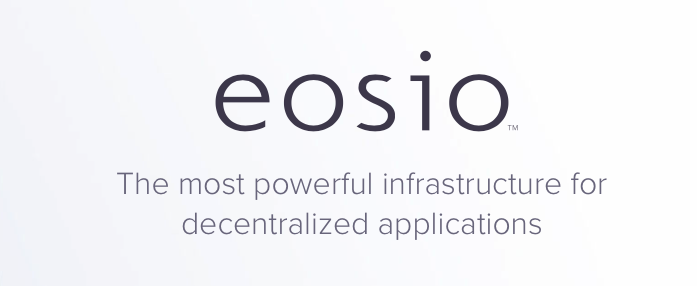 eosio™
The most powerful infrastructure for
decentralized applications